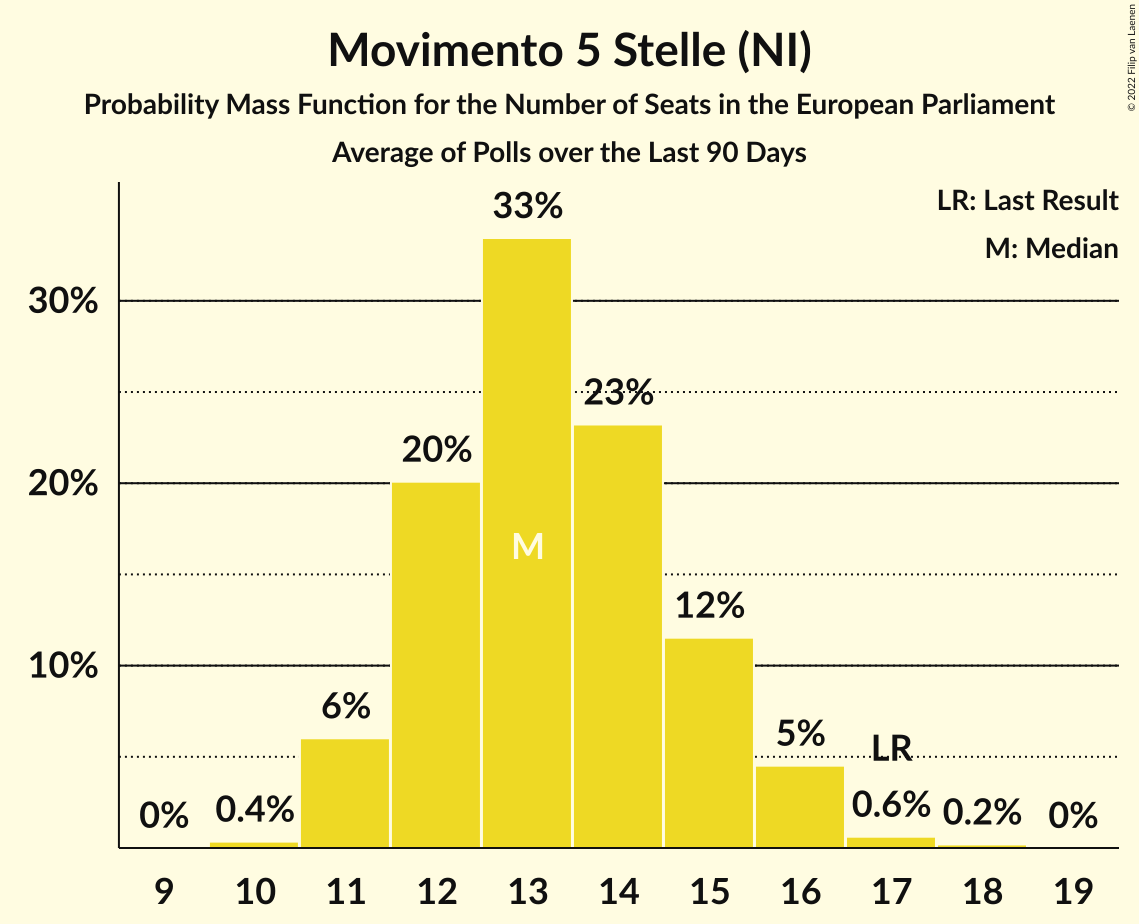 Movimento 5 Stelle (NI)
Probability Mass Function for the Number of Seats in the European Parliament
Average of Polls over the Last 90 Days
© 2022 Filip van Laenen
LR: Last Result
M: Median
30%
20%
10%
0%
0.4%
6%
20%
33%
M
23%
12%
5%
LR
0.6%
0.2%
0%
9 10 11 12 13 14 15 16 17 18 19